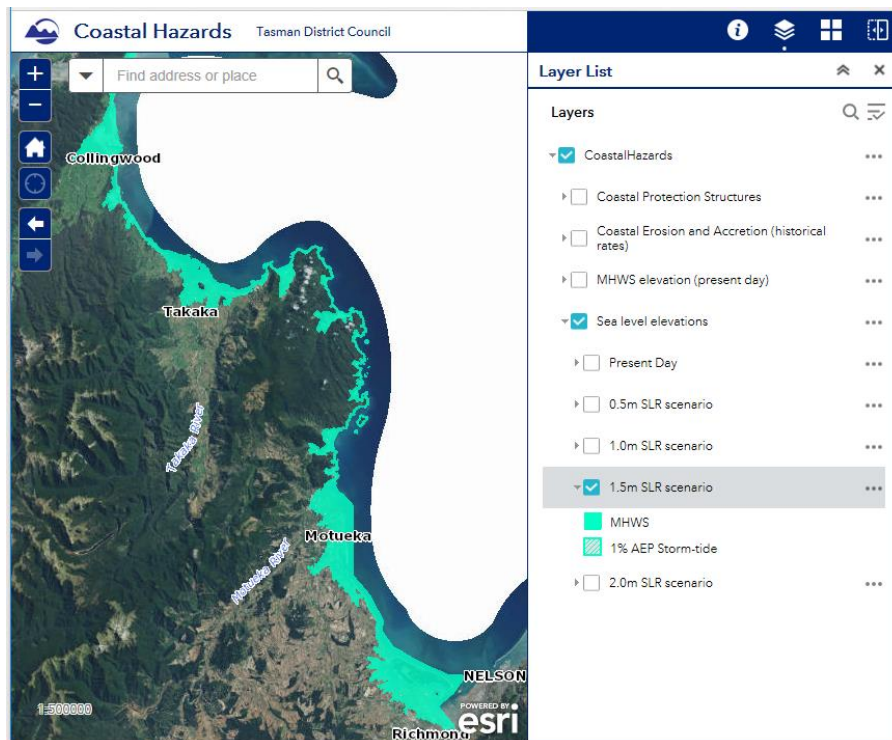 Coastal Hazards Tasman District Council
Find address or place
Collingwood
Takaka
Takaka River
Motueka
Motueka River
NELSON
Richmond
1:500000
POWERED BY
esri
Layer List
Layers
CoastalHazards
Coastal Protection Structures
Coastal Erosion and Accretion (historical
rates)
MHWS elevation (present day)
Sea level elevations
Present Day
0.5m SLR scenario
1.0m SLR scenario
1.5m SLR scenario
MHWS
1% AEP Storm-tide
2.0m SLR scenario